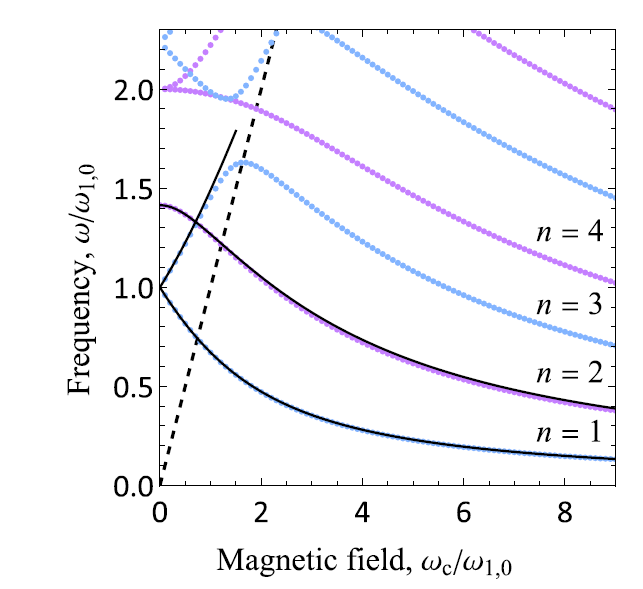 2.0
1.5
1.0
0.5
0.0
Frequency, ω/ω1,0
n = 4
n = 3
n = 2
n = 1
0 2 4 6 8
Magnetic field, ωc/ω1,0